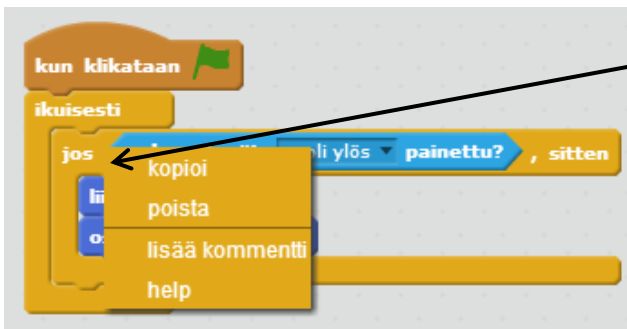 kun klikataan
ikuisesti
jos li ylös painettu? , sitten
kopioi
poista
lisää kommentti
help